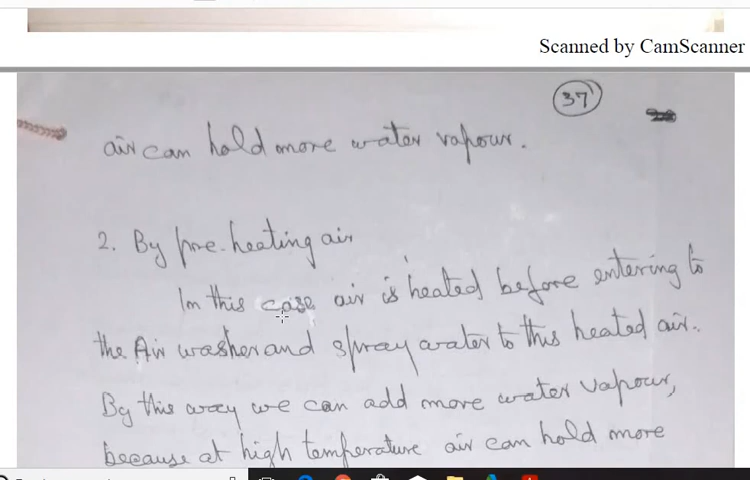 Scanned by CamScanner
37
air can hold more water vapour.
2. By pre-heating air
In this case air is heated before entering to
the Air washer and spray water to this heated air.
By this way we can add more water vapour,
because at high temperature air can hold more